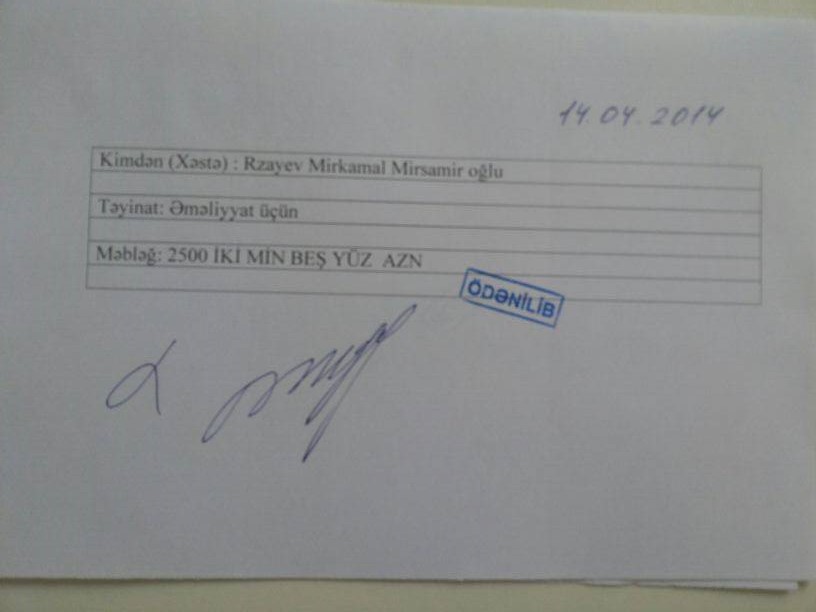 14.04.2014
Kimdən (Xəstə) : Rzayev Mirkamal Mirsamir oğlu
Təyinat: Əməliyyat üçün
Məbləğ: 2500 İKİ MİN BEŞ YÜZ AZN
ÖDƏNİLİB